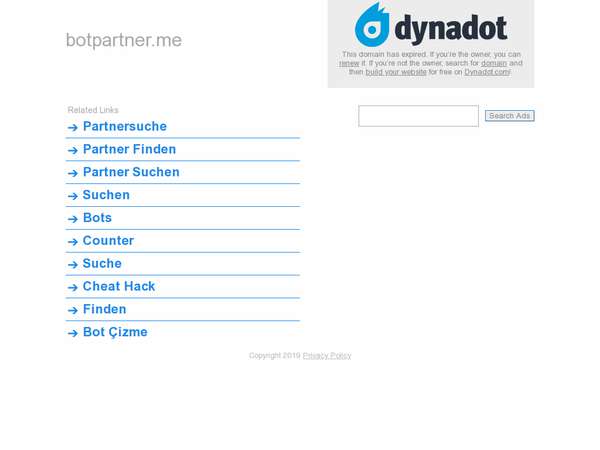 botpartner.me
dynadot
This domain has expired. If you're the owner, you can
renew it. If you're not the owner, search for domain and
then build your website for free on Dynadot.com!
Related Links
Search Ads
Partnersuche
Partner Finden
Partner Suchen
Suchen
Bots
Counter
Suche
Cheat Hack
Finden
Bot Çizme
Copyright 2019 Privacy Policy